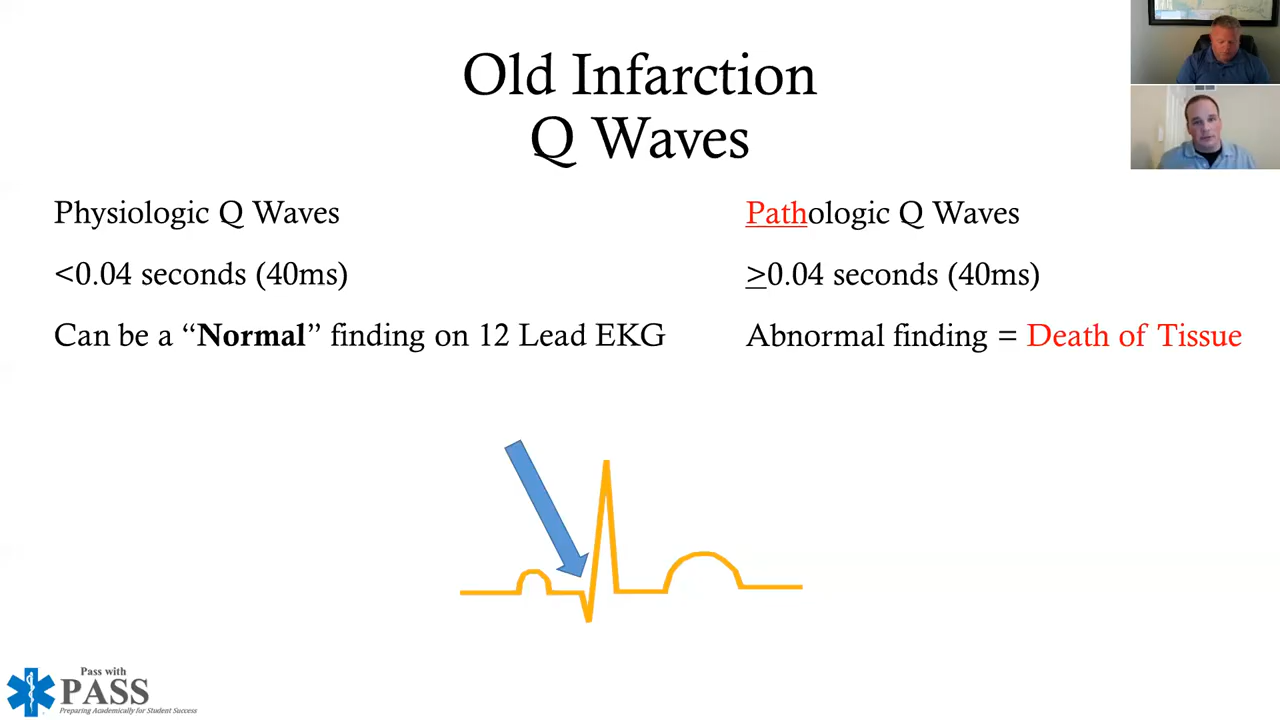 Old Infarction
Q Waves
Physiologic Q Waves
<0.04 seconds (40ms)
Can be a “Normal” finding on 12 Lead EKG
Pathologic Q Waves
≥0.04 seconds (40ms)
Abnormal finding = Death of Tissue
Pass with
PASS
Preparing Academically for Student Success